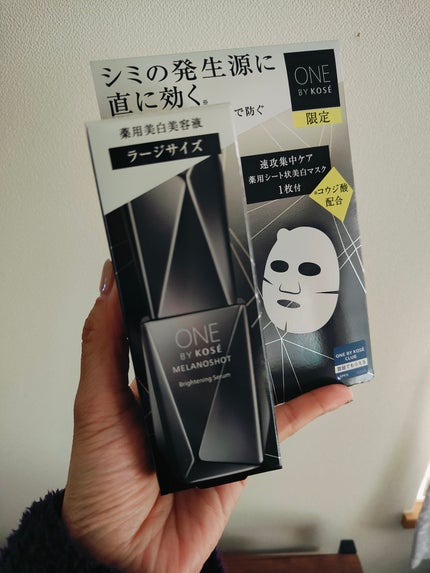 シミの発生源に
直に効く。
で防ぐ
ONE
BY KOSÉ
限定
薬用美白美容液
ラージサイズ
速攻集中ケア
薬用シート状美白マスク
1枚付
コウジ酸
配合
ONE
BY KOSÉ
MELANOSHOT
Brightening Serum
ONE BY KOSÉ
CLUB